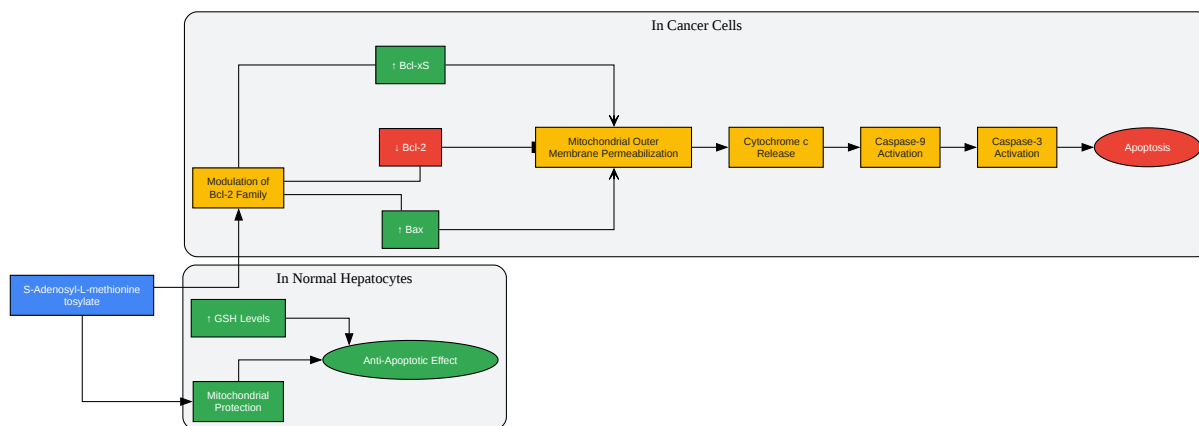 In Cancer Cells
↑ Bcl-xS
↓ Bcl-2
Mitochondrial Outer
Membrane Permeabilization
Cytochrome c
Release
Caspase-9
Activation
Caspase-3
Activation
Apoptosis
Modulation of
Bcl-2 Family
↑ Bax
In Normal Hepatocytes
S-Adenosyl-L-methionine
tosylate
↑ GSH Levels
Anti-Apoptotic Effect
Mitochondrial
Protection